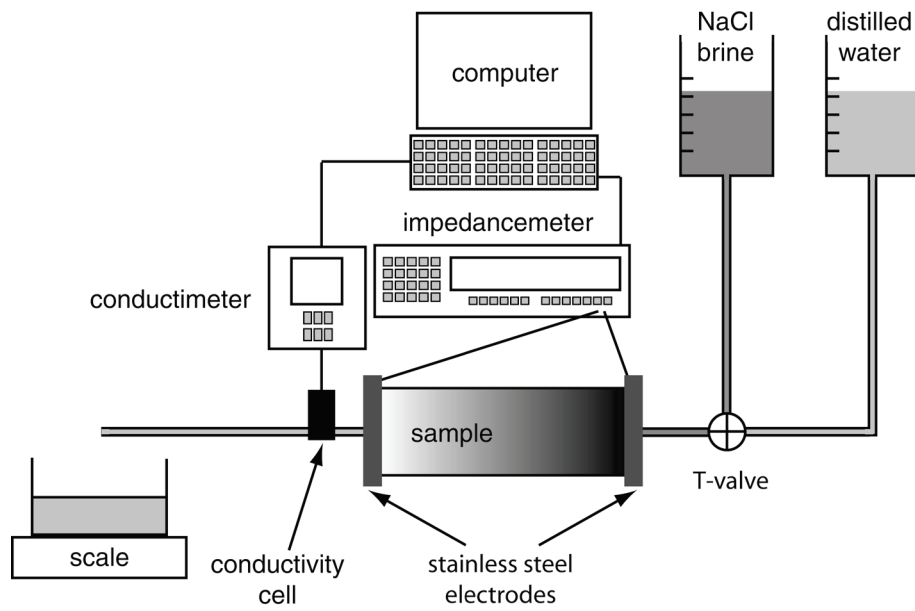 NaCl
brine
distilled
water
computer
impedancemeter
conductimeter
sample
T-valve
scale
conductivity
cell
stainless steel
electrodes